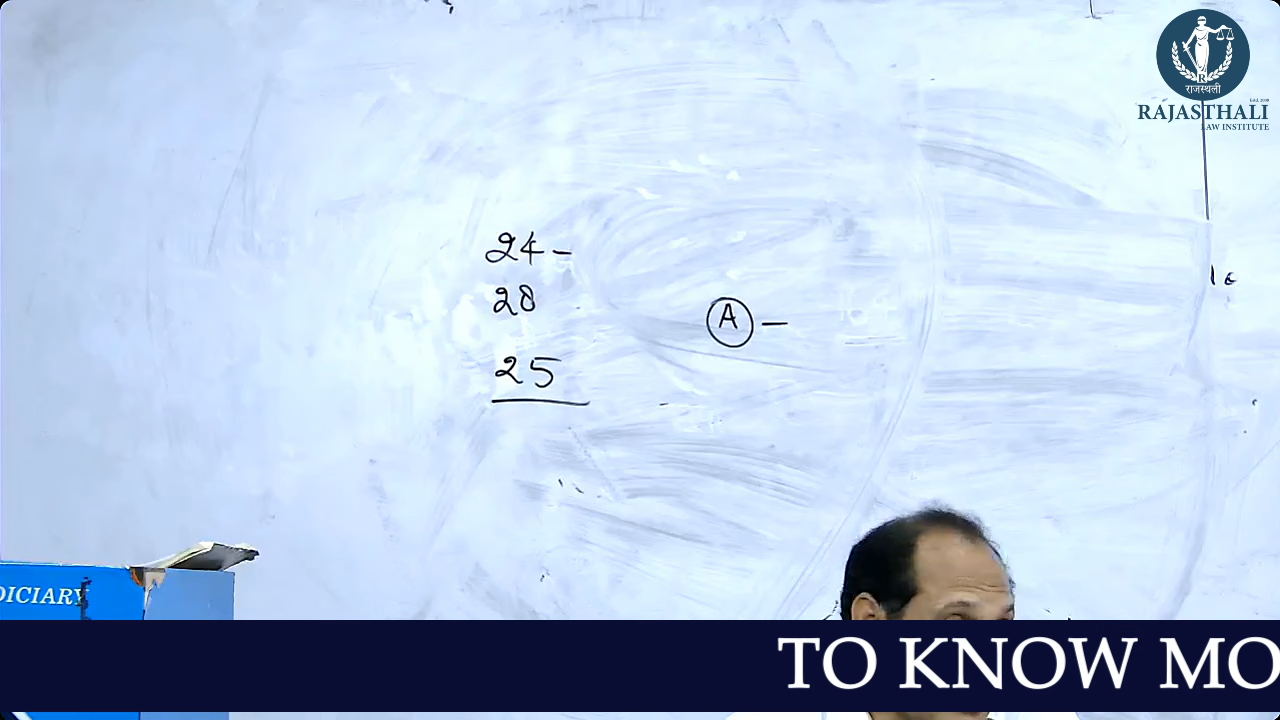 राजस्थली
RAJASTHALI
LAW INSTITUTE
24 -
28
25
A -
DICIARY
TO KNOW MO